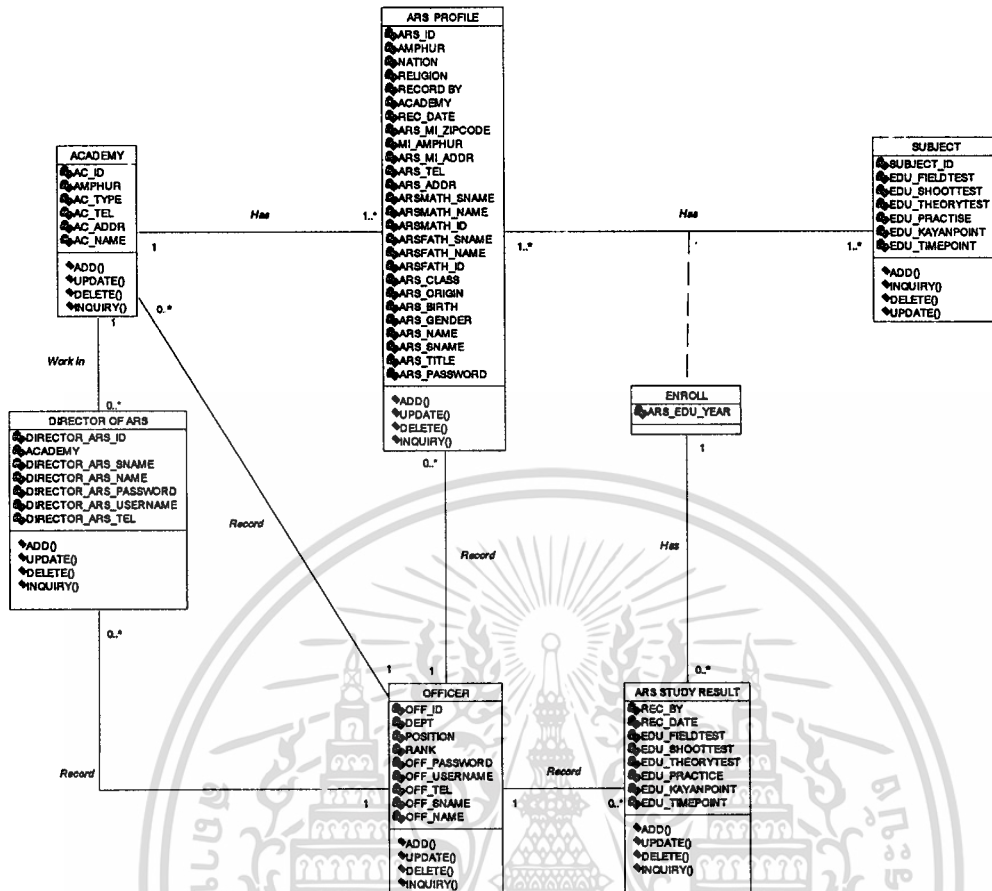 ARS PROFILE
ARS_ID
AMPHUR
NATION
RELIGION
RECORD BY
ACADEMY
REC_DATE
ARS_MI_ZIPCODE
MI_AMPHUR
ARS_MI_ADDR
ARS_TEL
ARS_ADDR
ARSMATH_SNAME
ARSMATH_NAME
ARSMATH_ID
ARSFATH_SNAME
ARSFATH_NAME
ARSFATH_ID
ARS_CLASS
ARS_ORIGIN
ARS_BIRTH
ARS_GENDER
ARS_NAME
ARS_SNAME
ARS_TITLE
ARS_PASSWORD
ADD()
UPDATE()
DELETE()
INQUIRY()
ACADEMY
AC_ID
AMPHUR
AC_TYPE
AC_TEL
AC_ADDR
AC_NAME
ADD()
UPDATE()
DELETE()
INQUIRY()
Has
1
1..*
SUBJECT
SUBJECT_ID
EDU_FIELDTEST
EDU_SHOOTTEST
EDU_THEORYTEST
EDU_PRACTISE
EDU_KAYANPOINT
EDU_TIMEPOINT
ADD()
INQUIRY()
DELETE()
UPDATE()
Has
1..*
1..*
1
0..*
Work In
0..*
ENROLL
ARS_EDU_YEAR
DIRECTOR OF ARS
DIRECTOR_ARS_ID
ACADEMY
DIRECTOR_ARS_SNAME
DIRECTOR_ARS_NAME
DIRECTOR_ARS_PASSWORD
DIRECTOR_ARS_USERNAME
DIRECTOR_ARS_TEL
ADD()
UPDATE()
DELETE()
INQUIRY()
0..*
1
Record
Record
Has
0..*
1
1
0..*
OFFICER
OFF_ID
DEPT
POSITION
RANK
OFF_PASSWORD
OFF_USERNAME
OFF_TEL
OFF_SNAME
OFF_NAME
ADD()
UPDATE()
DELETE()
INQUIRY()
ARS STUDY RESULT
REC_BY
REC_DATE
EDU_FIELDTEST
EDU_SHOOTTEST
EDU_THEORYTEST
EDU_PRACTICE
EDU_KAYANPOINT
EDU_TIMEPOINT
ADD()
UPDATE()
DELETE()
INQUIRY()
Record
1
Record
1
0..*